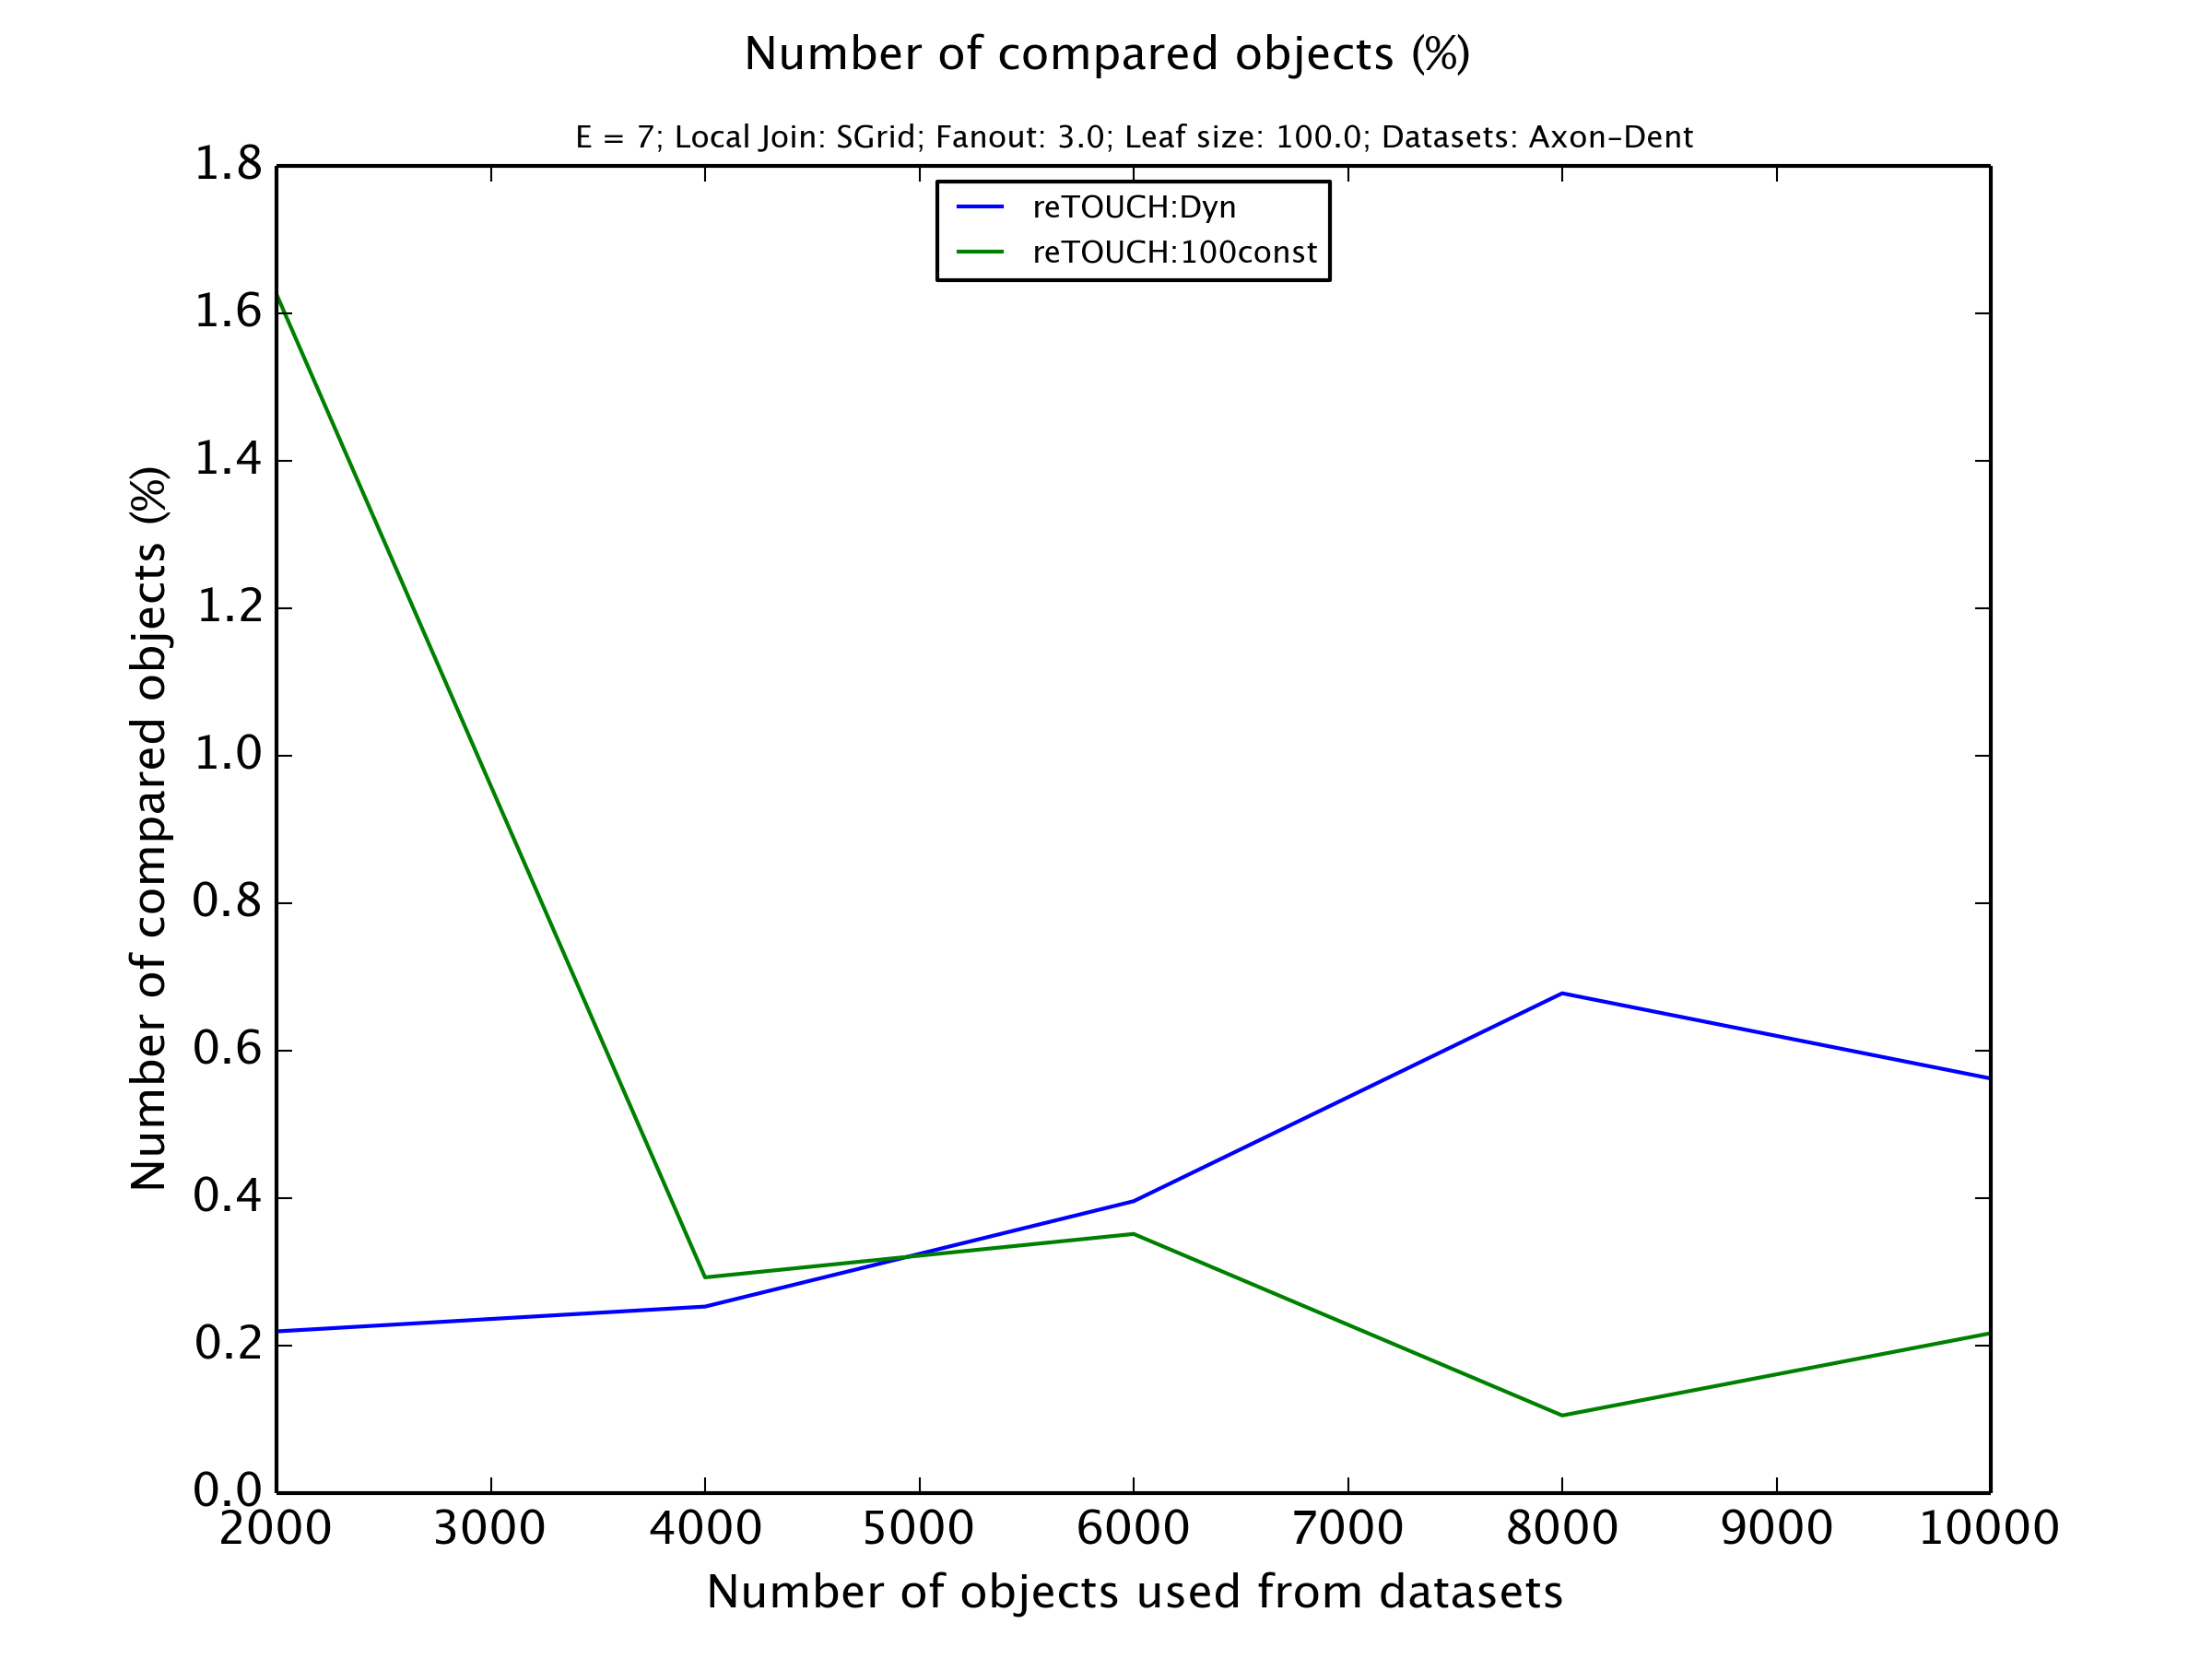 Number of compared objects (%)
E = 7; Local Join: SGrid; Fanout: 3.0; Leaf size: 100.0; Datasets: Axon-Dent
reTOUCH:Dyn
reTOUCH:100const
1.8
1.6
1.4
1.2
1.0
0.8
0.6
0.4
0.2
0.0
Number of compared objects (%)
2000 3000 4000 5000 6000 7000 8000 9000 10000
Number of objects used from datasets